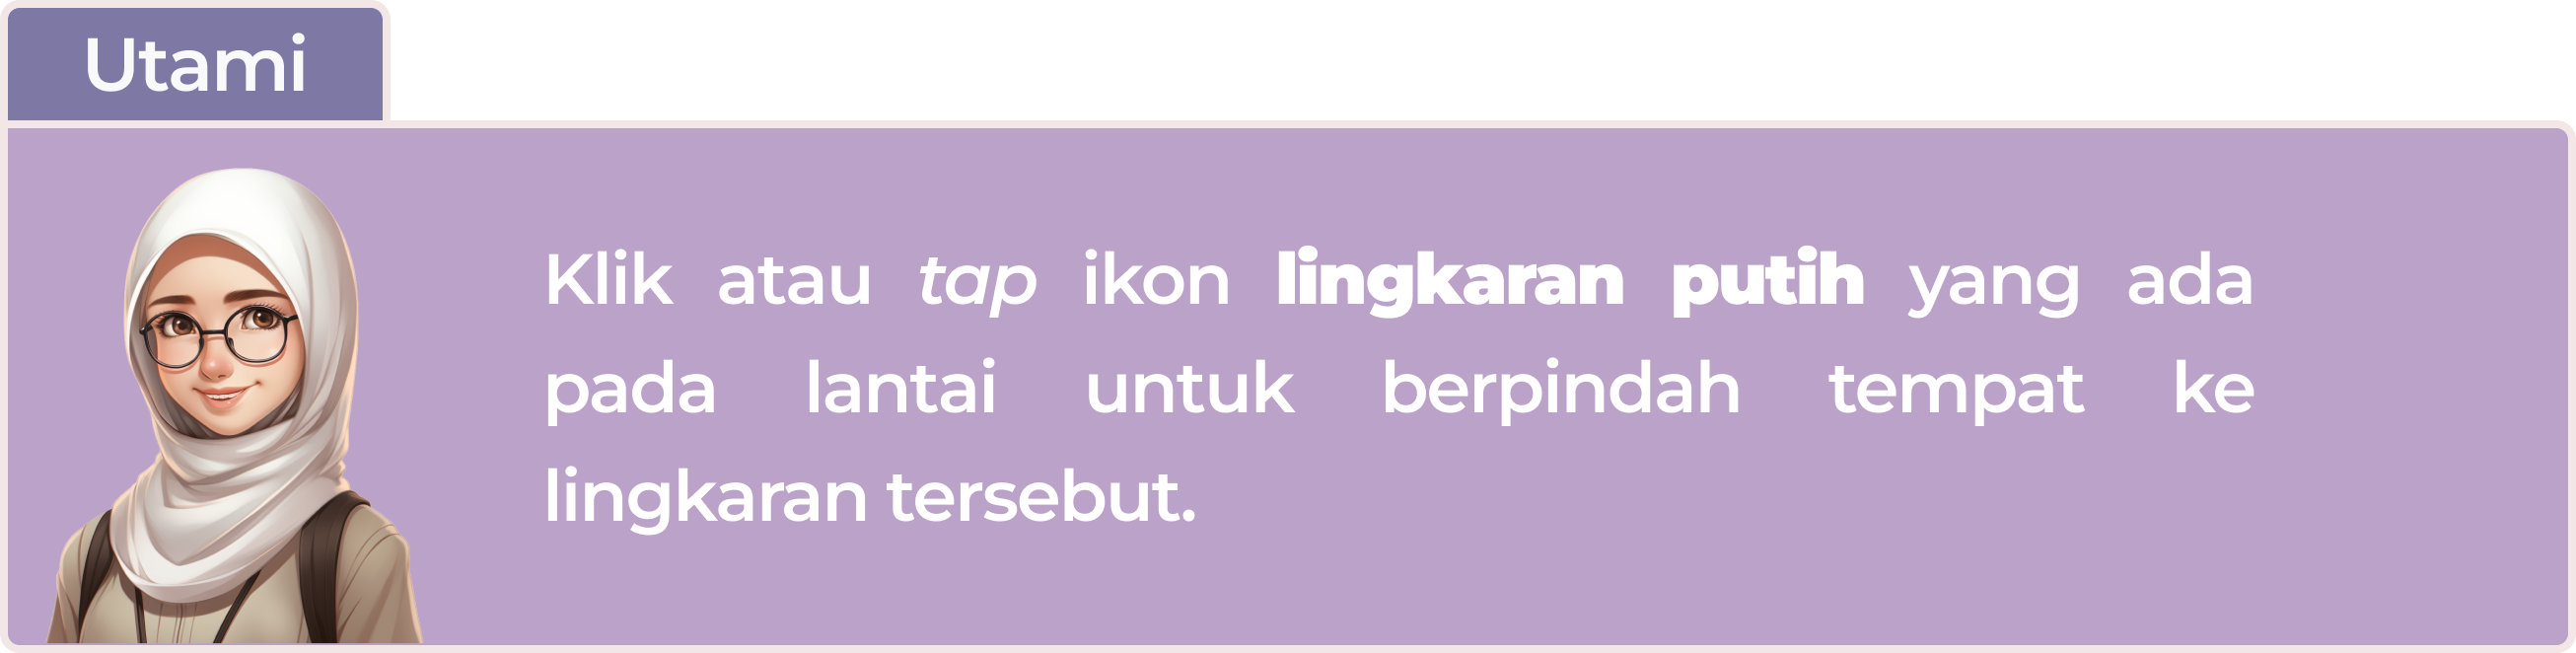 Utami
Klik atau tap ikon lingkaran putih yang ada
pada lantai untuk berpindah tempat ke
lingkaran tersebut.